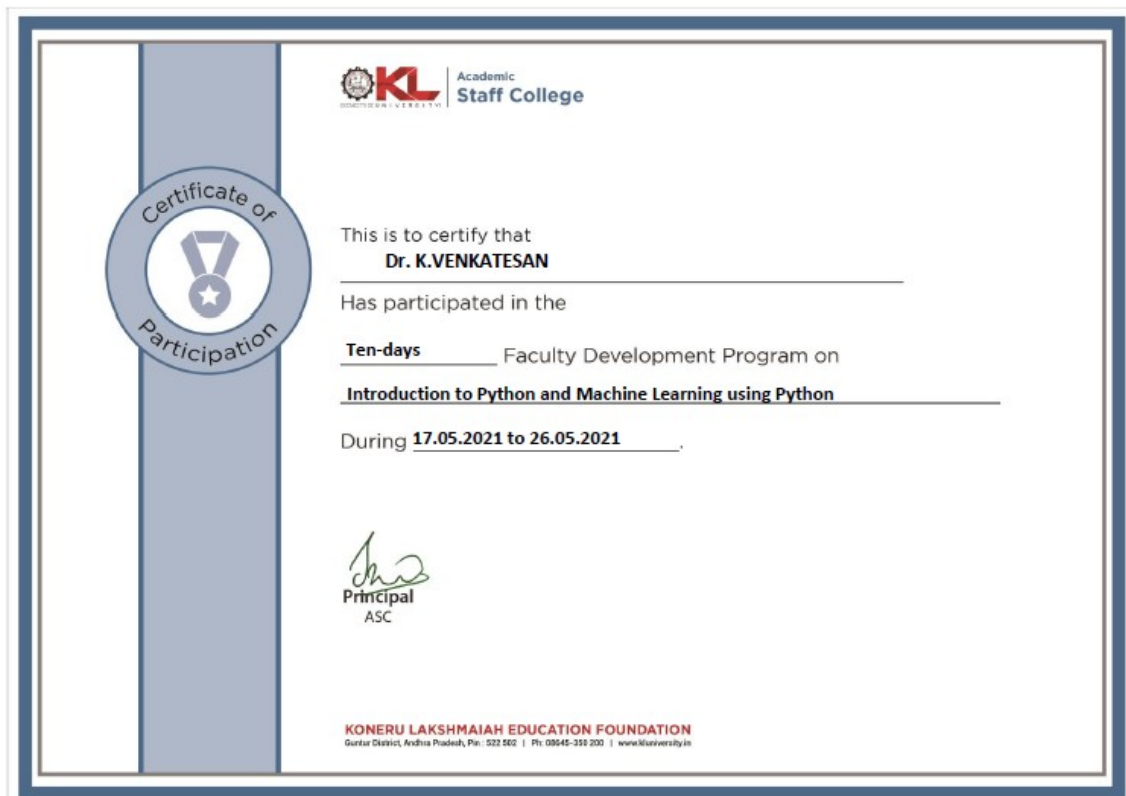 KL
Academic
Staff College
Certificate of
Participation
This is to certify that
Dr. K.VENKATESAN
Has participated in the
Ten-days Faculty Development Program on
Introduction to Python and Machine Learning using Python
During 17.05.2021 to 26.05.2021.
Principal
ASC
KONERU LAKSHMAIAH EDUCATION FOUNDATION
Guntur District, Andhra Pradesh, Pin : 522 502 | Ph: 08645-350 200 | www.kluniversity.in